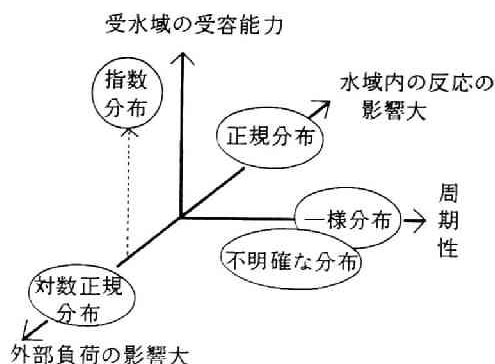 受水域の受容能力
指数
分布
水域内の反応の
影響大
正規分布
一様分布
周
期
性
不明確な分布
対数正規
分布
外部負荷の影響大